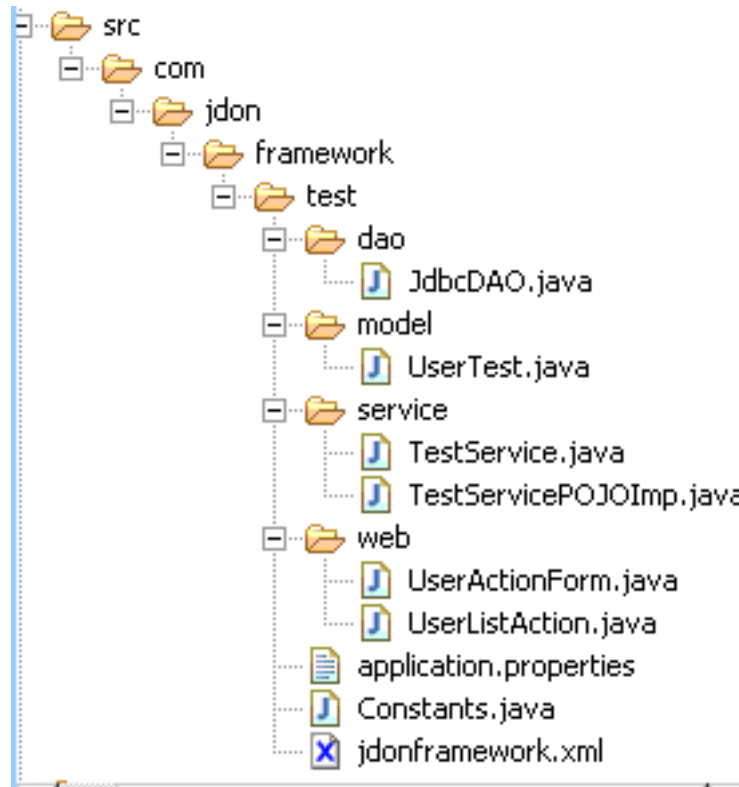 src
com
jdon
framework
test
dao
JdbcDAO.java
model
UserTest.java
service
TestService.java
TestServicePOJOImp.java
web
UserActionForm.java
UserListAction.java
application.properties
Constants.java
jdonframework.xml